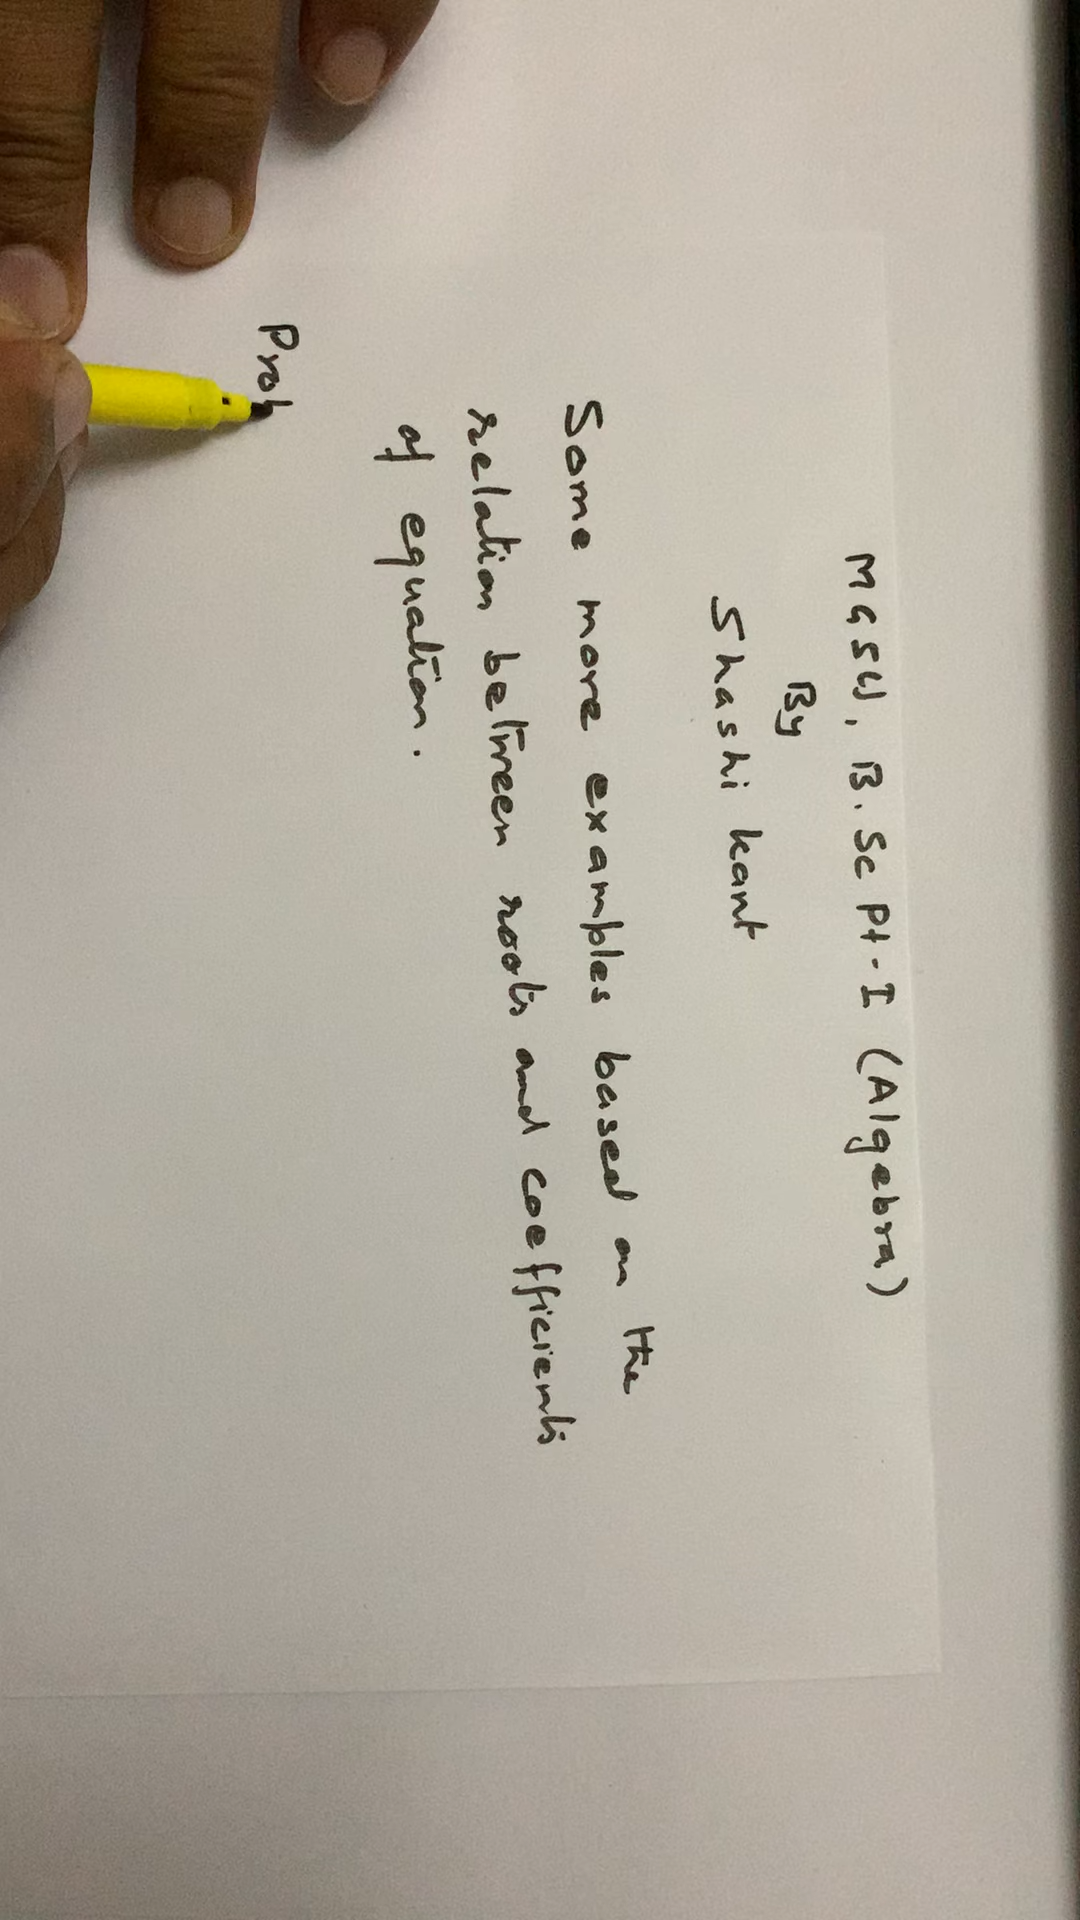 MGSU, B.Sc Pt-I (Algebra)
By
Shashi kant
Some more examples based on the
relation between roots and coefficients
of equation.
Prob